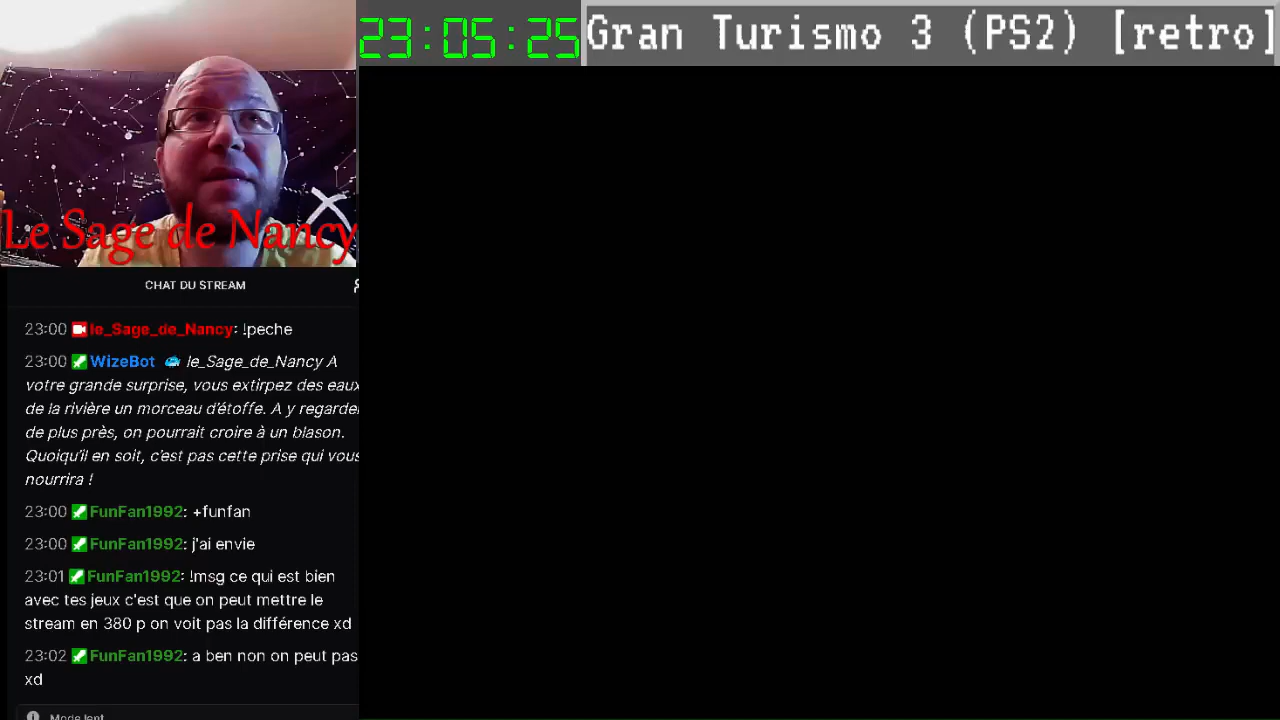 23:05:25
Gran Turismo 3 (PS2) [retro]
Le Sage de Nancy
CHAT DU STREAM
23:00 le_Sage_de_Nancy: !peche
23:00 WizeBot le_Sage_de_Nancy A
votre grande surprise, vous extirpez des eaux
de la rivière un morceau d'étoffe. A y regarder
de plus près, on pourrait croire à un blason.
Quoiqu'il en soit, c'est pas cette prise qui vous
nourrira !
23:00 FunFan1992: +funfan
23:00 FunFan1992: j'ai envie
23:01 FunFan1992: !msg ce qui est bien
avec tes jeux c'est que on peut mettre le
stream en 380 p on voit pas la différence xd
23:02 FunFan1992: a ben non on peut pas
xd
Mode lent